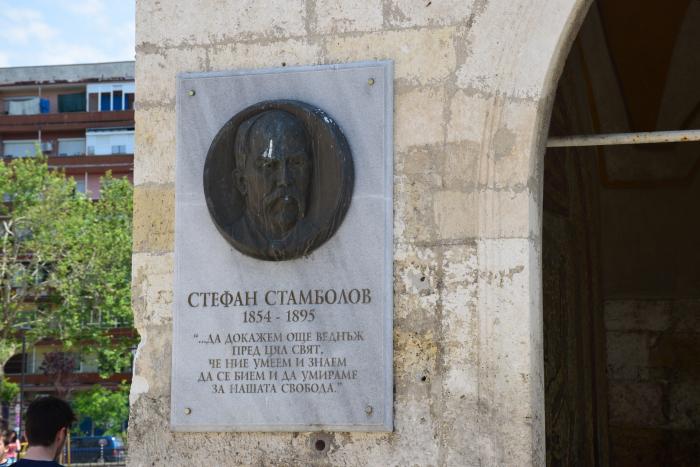 СТЕФАН СТАМБОЛОВ
1854 - 1895
"...ДА ДОКАЖЕМ ОЩЕ ВЕДНЪЖ
ПРЕД ЦЯЛ СВЯТ,
ЧЕ НИЕ УМЕЕМ И ЗНАЕМ
ДА СЕ БИЕМ И ДА УМИРАМЕ
ЗА НАШАТА СВОБОДА."